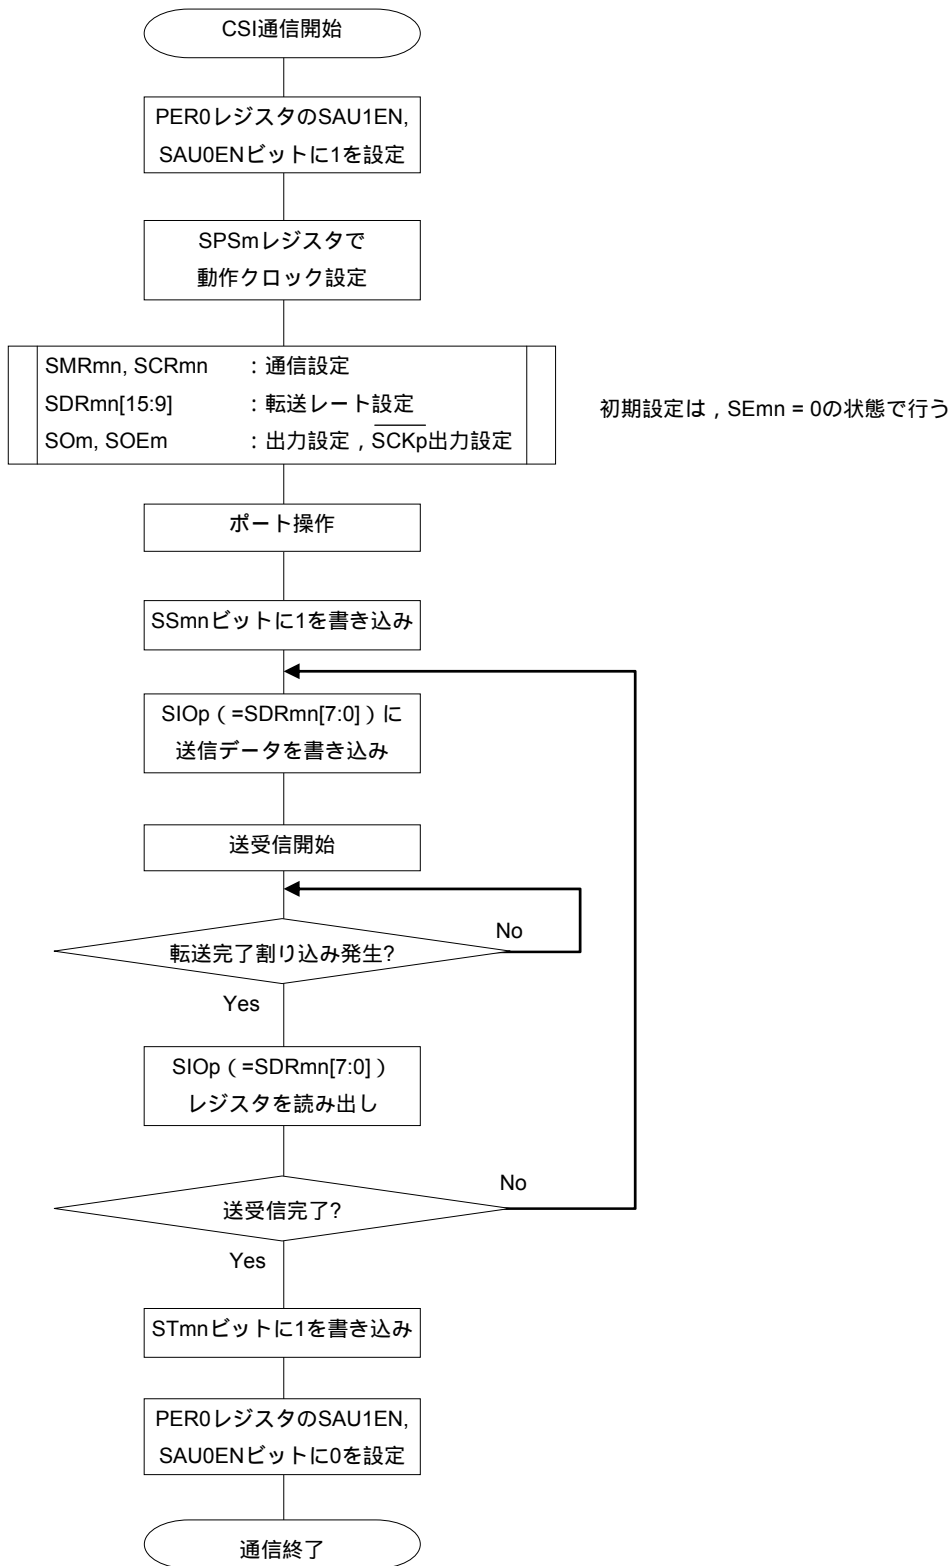 CSI通信開始
PER0レジスタのSAU1EN,
SAU0ENビットに1を設定
SPSmレジスタで
動作クロック設定
SMRmn, SCRmn ：通信設定
SDRmn[15:9] ：転送レート設定
SOm, SOEm ：出力設定，SCKp出力設定
初期設定は，SEmn = 0の状態で行う
ポート操作
SSmnビットに1を書き込み
SIOp（=SDRmn[7:0]）に
送信データを書き込み
送受信開始
転送完了割り込み発生?
No
Yes
SIOp（=SDRmn[7:0]）
レジスタを読み出し
送受信完了?
No
Yes
STmnビットに1を書き込み
PER0レジスタのSAU1EN,
SAU0ENビットに0を設定
通信終了